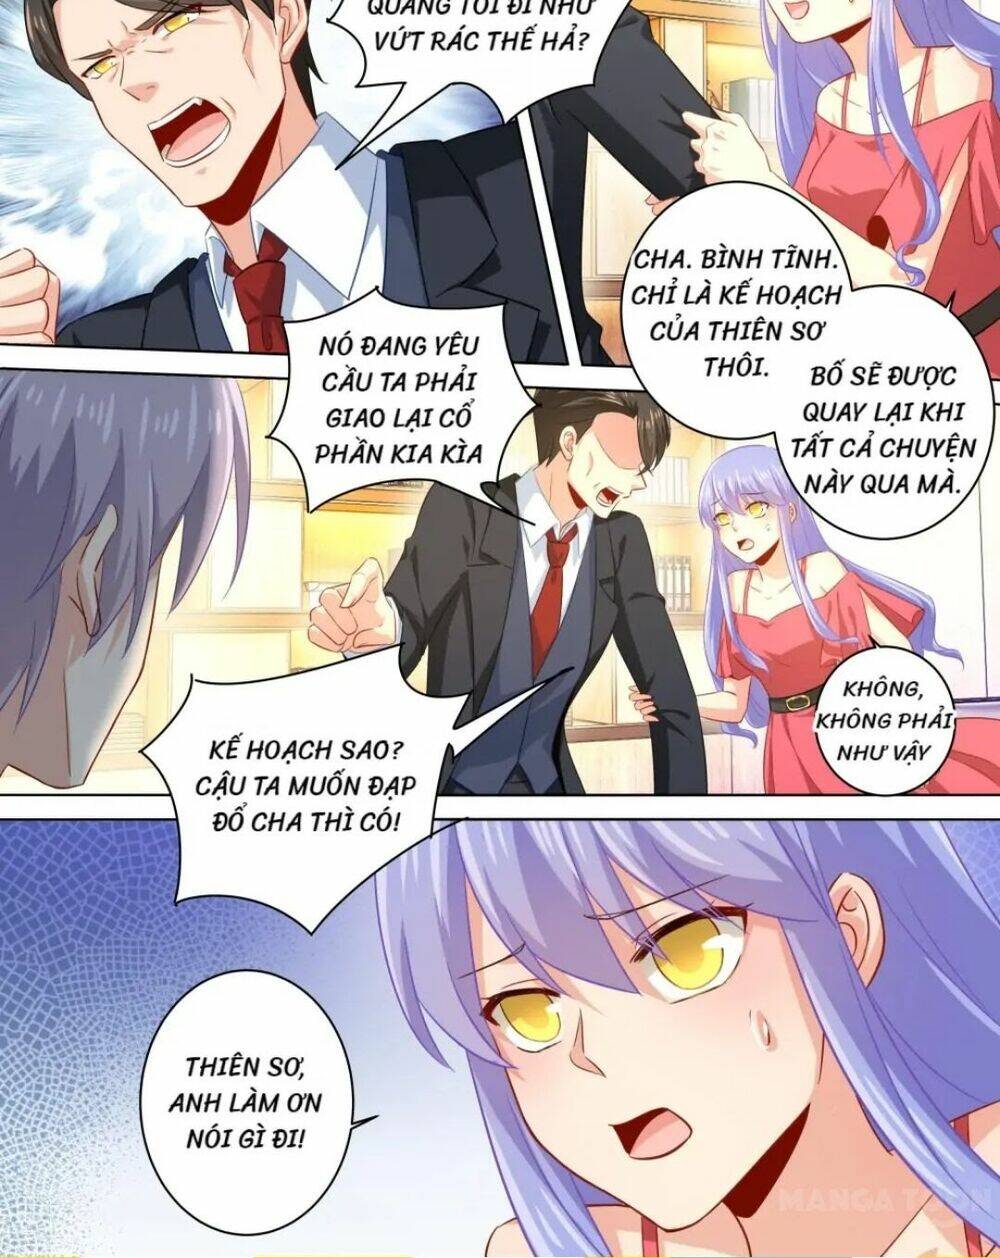 QUẲNG TÔI ĐI NHƯ
VỨT RÁC THẾ HẢ?
CHA. BÌNH TĨNH.
CHỈ LÀ KẾ HOẠCH
CỦA THIÊN SƠ
THÔI.
BỐ SẼ ĐƯỢC
QUAY LẠI KHI
TẤT CẢ CHUYỆN
NÀY QUA MÀ.
NÓ ĐANG YÊU
CẦU TA PHẢI
GIAO LẠI CỔ
PHẦN KIA KÌA
KHÔNG,
KHÔNG PHẢI
NHƯ VẬY
KẾ HOẠCH SAO?
CẬU TA MUỐN ĐẠP
ĐỔ CHA THÌ CÓ!
THIÊN SƠ,
ANH LÀM ƠN
NÓI GÌ ĐI!
MANGA TOON